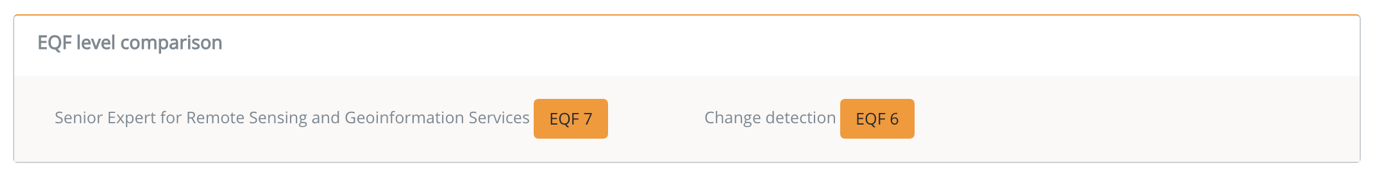 EQF level comparison
Senior Expert for Remote Sensing and Geoinformation Services EQF 7 Change detection EQF 6